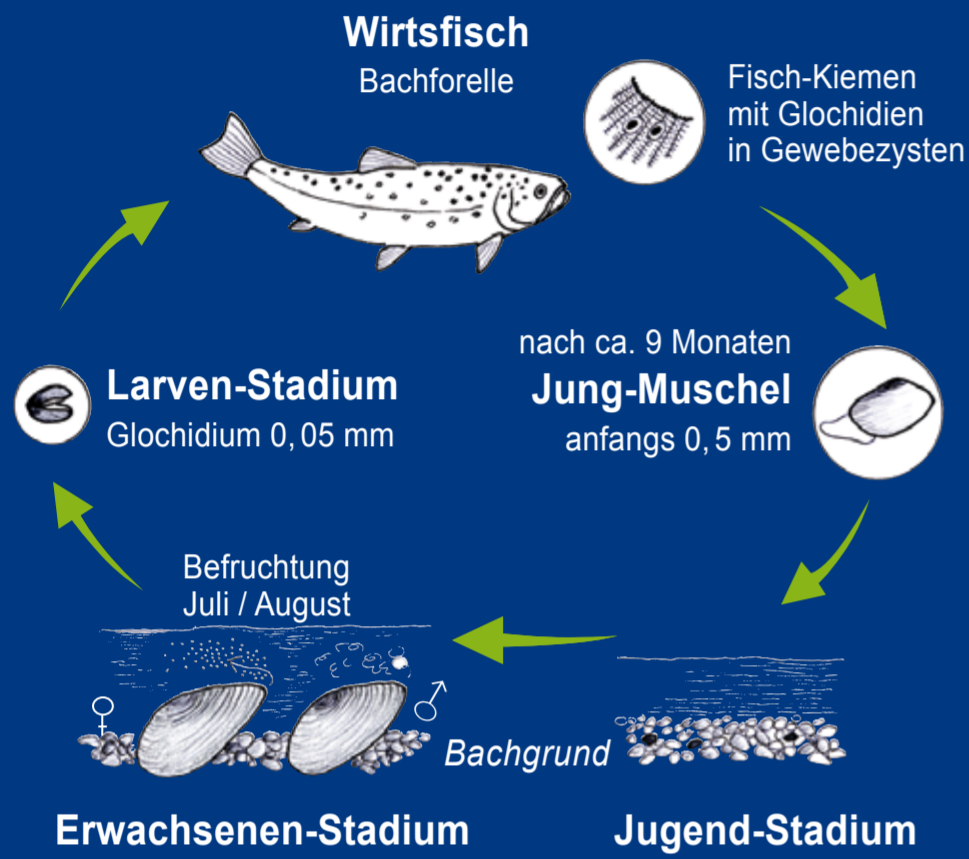 Wirtsfisch
Bachforelle
Fisch-Kiemen
mit Glochidien
in Gewebezysten
nach ca. 9 Monaten
Jung-Muschel
anfangs 0,5 mm
Larven-Stadium
Glochidium 0,05 mm
Befruchtung
Juli / August
♀
♂
Bachgrund
Erwachsenen-Stadium
Jugend-Stadium